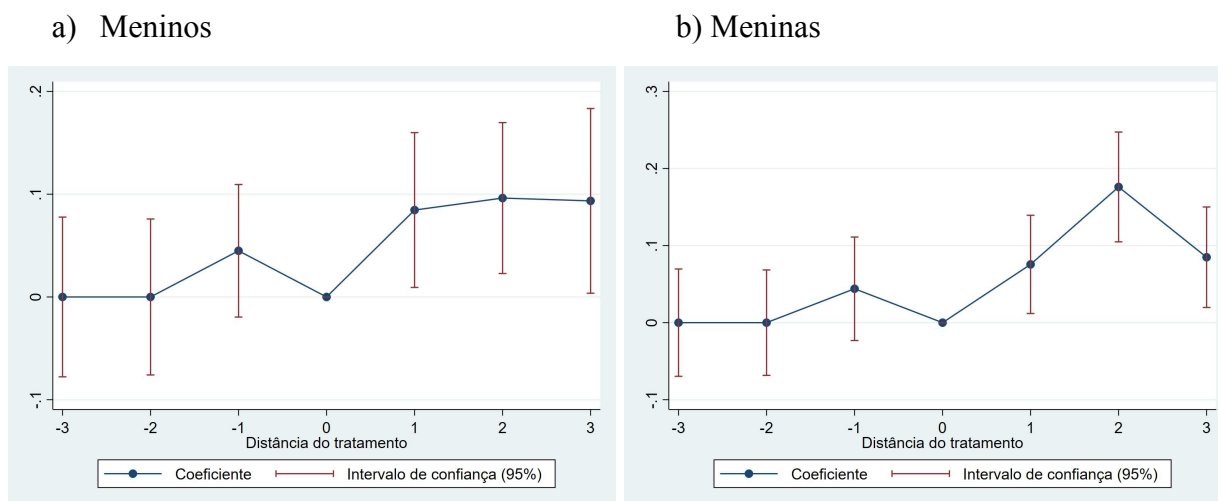 a) Meninos
.2
.1
0
-.1
-3 -2 -1 0 1 2 3
Distância do tratamento
Coeficiente Intervalo de confiança (95%)
b) Meninas
.3
.2
.1
0
-.1
-3 -2 -1 0 1 2 3
Distância do tratamento
Coeficiente Intervalo de confiança (95%)